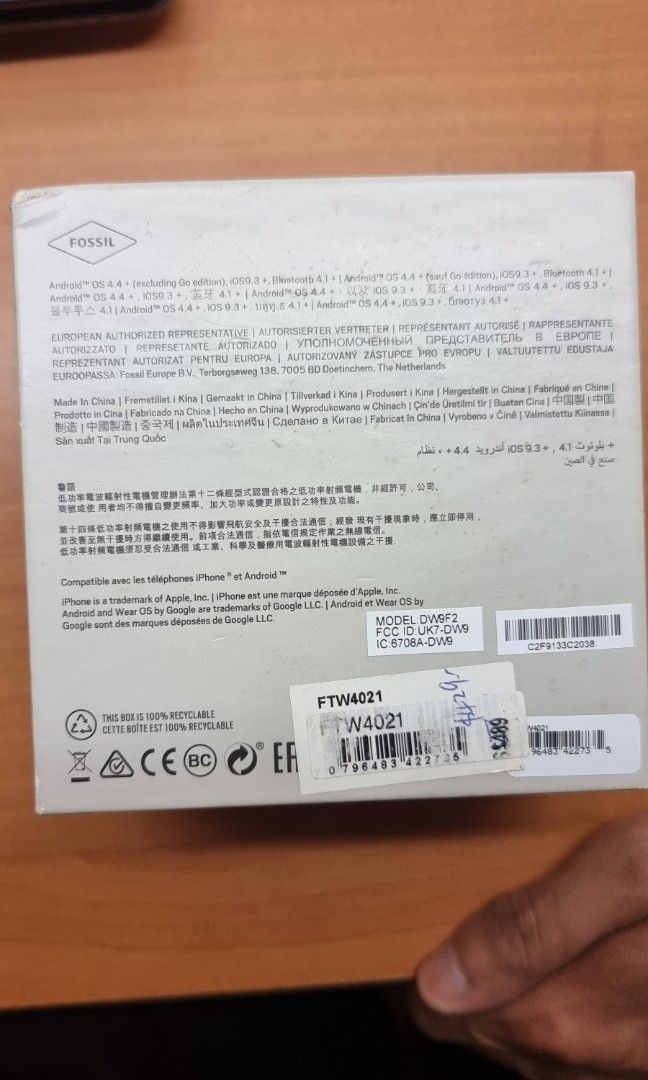 FOSSIL
Android™ OS 4.4 + (excluding Go edition), iOS9.3 +, Bluetooth 4.1 + | Android™ OS 4.4 + (sauf Go édition), iOS9.3 +, Bluetooth 4.1 + |
Android™ OS 4.4 +, iOS9.3 +, 蓝牙 4.1 + | Android™ OS 4.4 +, 以及 iOS 9.3 +, 藍牙 4.1 | Android™ OS 4.4 +, iOS 9.3 +,
블루투스 4.1 | Android™ OS 4.4 +, iOS 9.3 +, 4.1 + | Android™ OS 4.4 +, iOS 9.3 +, блютуз 4.1 +
EUROPEAN AUTHORIZED REPRESENTATIVE | AUTORISIERTER VERTRETER | REPRÉSENTANT AUTORISÉ | RAPPRESENTANTE
AUTORIZZATO | REPRESETANTE AUTORIZADO | УПОЛНОМОЧЕННЫЙ ПРЕДСТАВИТЕЛЬ В ЕВРОПЕ |
REPREZENTANT AUTORIZAT PENTRU EUROPA | AUTORIZOVANÝ ZÁSTUPCE PRO EVROPU | VALTUUTETTU EDUSTAJA
EUROOPASSA: Fossil Europe B.V., Terborgseweg 138, 7005 BD Doetinchem, The Netherlands
Made In China | Fremstillet i Kina | Gemaakt in China | Tillverkad i Kina | Produsert i Kina | Hergestellt in China | Fabriqué en Chine |
Prodotto in Cina | Fabricado na China | Hecho en China | Wyprodukowano w Chinach | Çin'de Üretilmi tir | Buatan Cina | 中国製 | 中国
制造 | 中國製造 | 중국제 | ผลิตในประเทศจีน | Сделано в Китае | Fabricat în China | Vyrobeno v Číně | Valmistettu Kiinassa |
Sản xuất Tại Trung Quốc
+ بلوتوث 4.1 , + iOS 9.3 أندرويد 4.4 + ، نظام
صنع في الصين
警語
低功率電波輻射性電機管理辦法第十二條經型式認證合格之低功率射頻電機, 非經許可, 公司,
商號或使 用者均不得擅自變更頻率、加大功率或變更原設計之特性及功能。
第十四條低功率射頻電機之使用不得影響飛航安全及干擾合法通信;經發 現有干擾現象時, 應立即停用,
並改善至無干擾時方得繼續使用。前項合法通信, 指依電信規定作業之無線電信。
低功率射頻電機須忍受合法通信 或工業、科學及醫療用電波輻射性電機設備之干擾.
Compatible avec les téléphones iPhone® et Android™
iPhone is a trademark of Apple, Inc. | iPhone est une marque déposée d'Apple, Inc.
Android and Wear OS by Google are trademarks of Google LLC. | Android et Wear OS by
Google sont des marques déposées de Google LLC.
MODEL:DW9F2
FCC ID:UK7-DW9
IC:6708A-DW9
C2F9133C2038
THIS BOX IS 100% RECYCLABLE
CETTE BOÎTE EST 100% RECYCLABLE
CE
BC
FTW4021
FTW4021
0 796483 422735
W4021
96483 42273 5